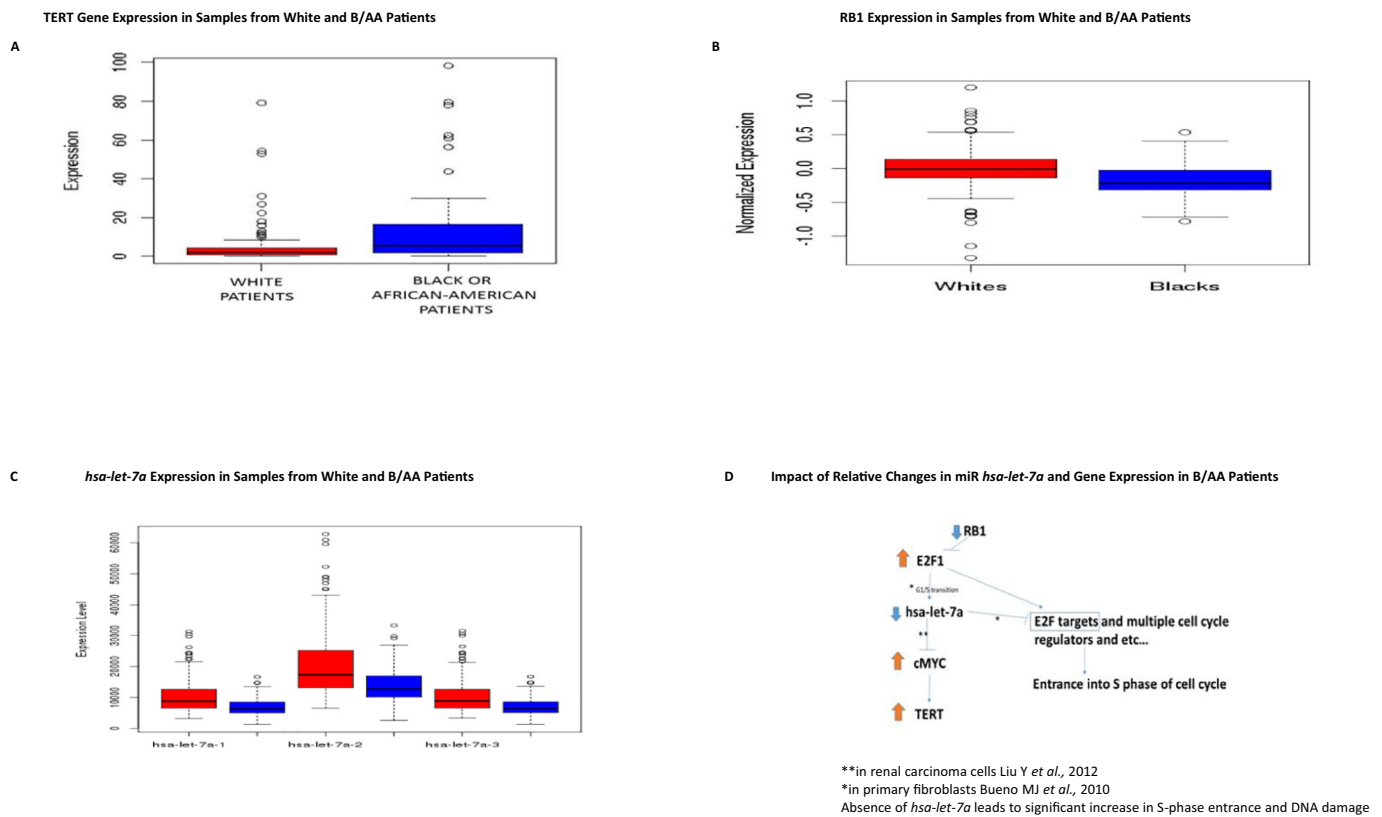 TERT Gene Expression in Samples from White and B/AA Patients
A
Expression
100
80
60
40
20
0
WHITE
PATIENTS
BLACK OR
AFRICAN-AMERICAN
PATIENTS
RB1 Expression in Samples from White and B/AA Patients
B
Normalized Expression
1.0
0.5
0.0
-0.5
-1.0
Whites
Blacks
C
hsa-let-7a Expression in Samples from White and B/AA Patients
Expression Level
60000
50000
40000
30000
20000
10000
0
hsa-let-7a-1
hsa-let-7a-2
hsa-let-7a-3
D
Impact of Relative Changes in miR hsa-let-7a and Gene Expression in B/AA Patients
RB1
E2F1
* G1/S transition
hsa-let-7a
*
**
E2F targets and multiple cell cycle
regulators and etc...
cMYC
Entrance into S phase of cell cycle
TERT
**in renal carcinoma cells Liu Y et al., 2012
*in primary fibroblasts Bueno MJ et al., 2010
Absence of hsa-let-7a leads to significant increase in S-phase entrance and DNA damage